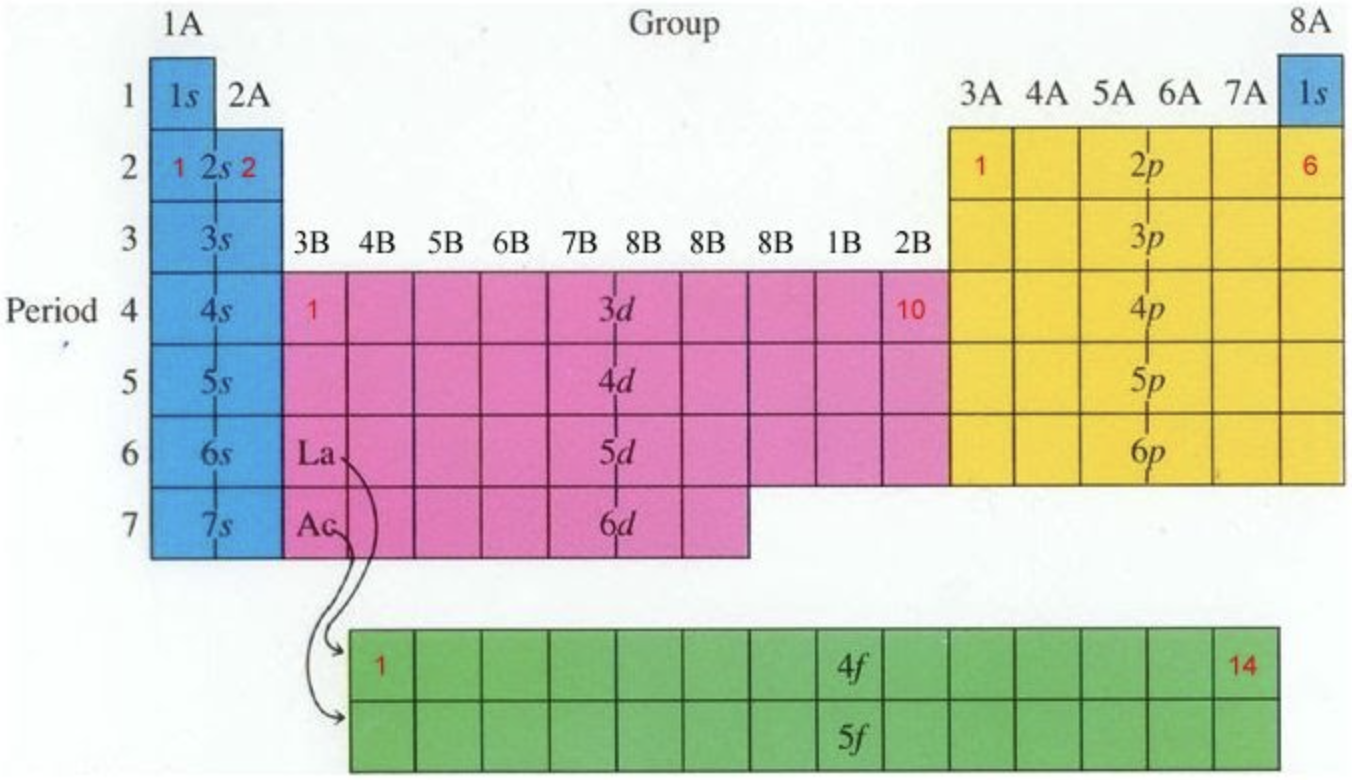 1A Group 8A
1 1s 2A 3A 4A 5A 6A 7A 1s
2 1 2s 2 1 2p 6
3 3s 3B 4B 5B 6B 7B 8B 8B 8B 1B 2B 3p
Period 4 4s 1 3d 10 4p
5 5s 4d 5p
6 6s La 5d 6p
7 7s Ac 6d
1 4f 14
5f